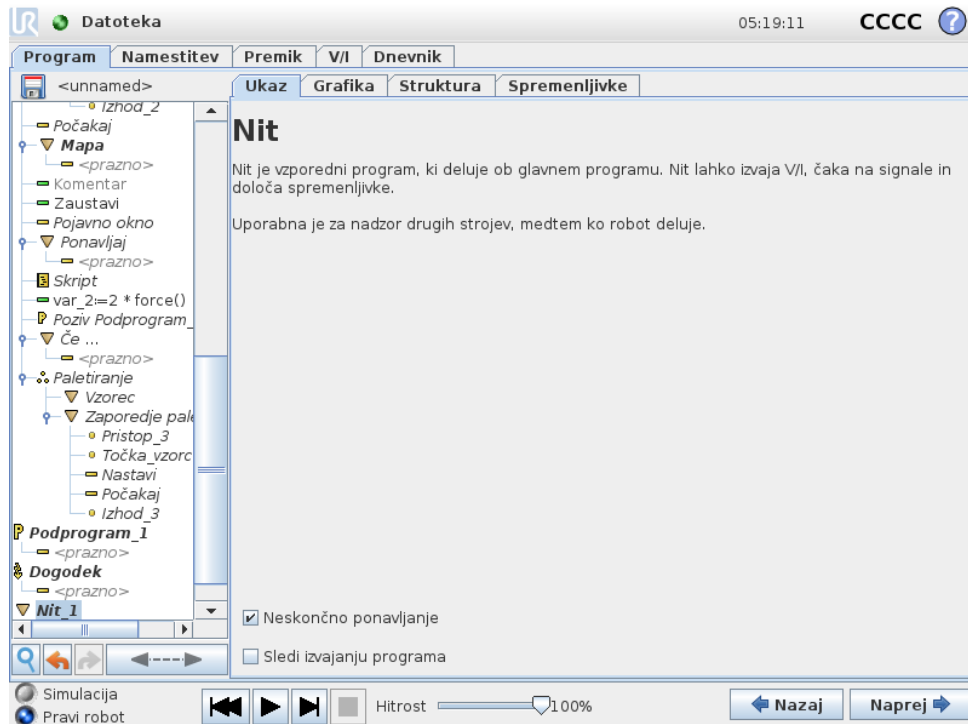 Datoteka
05:19:11
CCCC
?
Program
Namestitev
Premik
V/I
Dnevnik
<unnamed>
Ukaz
Grafika
Struktura
Spremenljivke
Izhod_2
Počakaj
Mapa
<prazno>
Komentar
Zaustavi
Pojavno okno
Ponavljaj
<prazno>
Skript
var_2:=2 * force()
Poziv Podprogram_
Če ...
<prazno>
Paletiranje
Vzorec
Zaporedje pale
Pristop_3
Točka_vzorc
Nastavi
Počakaj
Izhod_3
P Podprogram_1
<prazno>
Dogodek
<prazno>
Nit_1
Nit
Nit je vzporedni program, ki deluje ob glavnem programu. Nit lahko izvaja V/I, čaka na signale in
določa spremenljivke.
Uporabna je za nadzor drugih strojev, medtem ko robot deluje.
Neskončno ponavljanje
Sledi izvajanju programa
Simulacija
Pravi robot
Hitrost
100%
Nazaj
Naprej